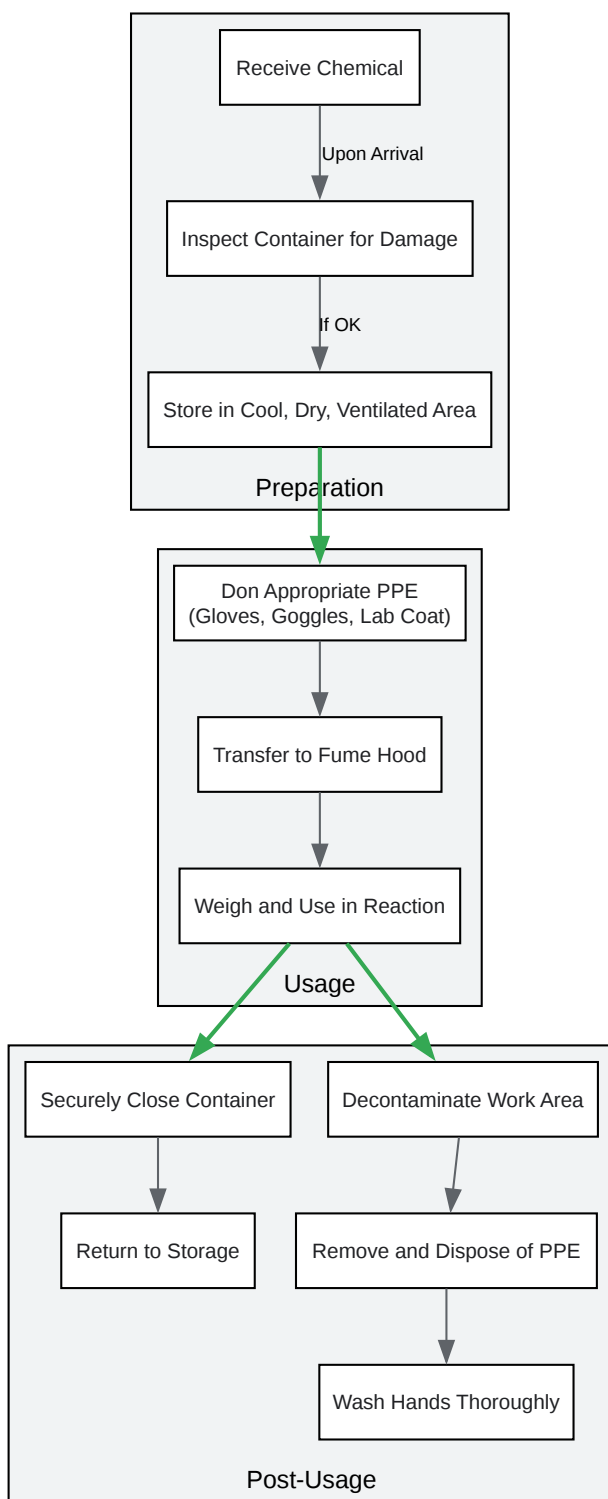 Receive Chemical
Upon Arrival
Inspect Container for Damage
If OK
Store in Cool, Dry, Ventilated Area
Preparation
Don Appropriate PPE
(Gloves, Goggles, Lab Coat)
Transfer to Fume Hood
Weigh and Use in Reaction
Usage
Securely Close Container
Decontaminate Work Area
Return to Storage
Remove and Dispose of PPE
Wash Hands Thoroughly
Post-Usage